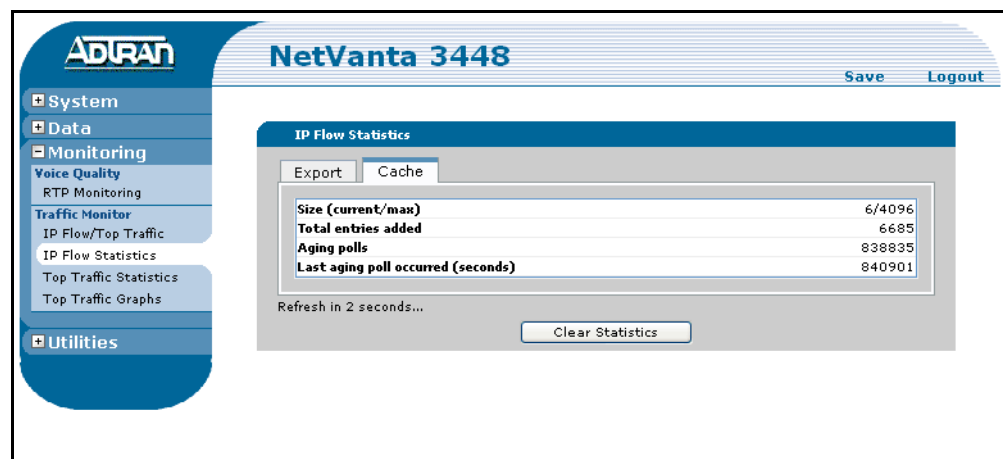 ADTRAN
NetVanta 3448
Save Logout
System
Data
Monitoring
Voice Quality
RTP Monitoring
Traffic Monitor
IP Flow/Top Traffic
IP Flow Statistics
Top Traffic Statistics
Top Traffic Graphs
Utilities
IP Flow Statistics
Export Cache
Size (current/max) 6/4096
Total entries added 6685
Aging polls 838835
Last aging poll occurred (seconds) 840901
Refresh in 2 seconds...
Clear Statistics